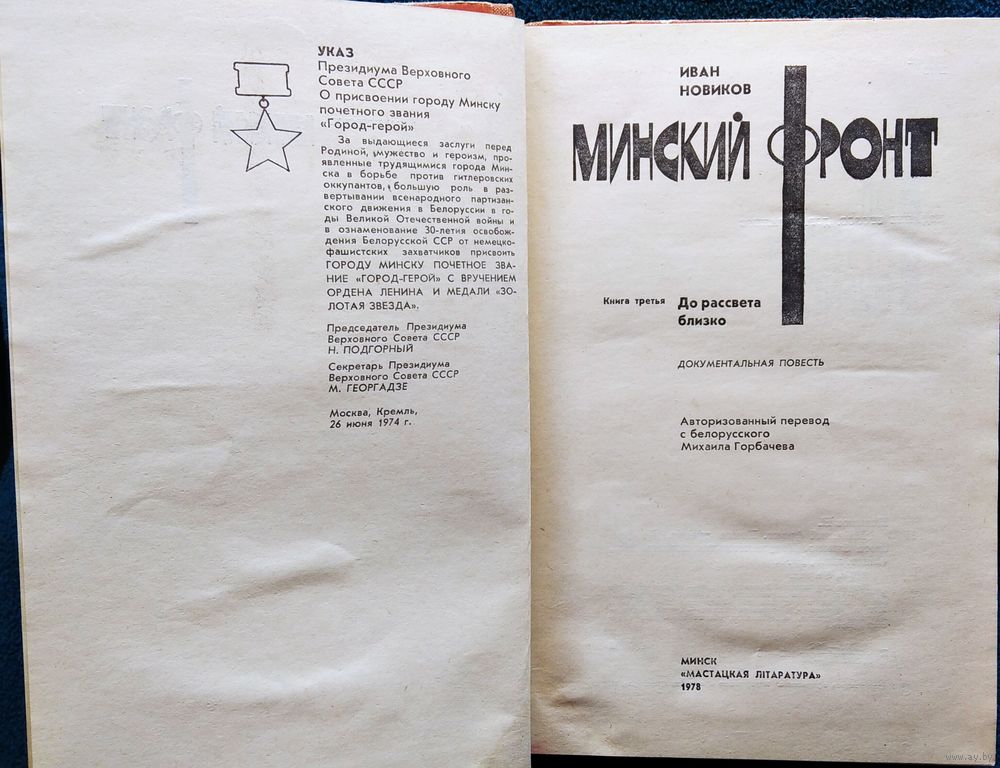 УКАЗ
Президиума Верховного
Совета СССР
О присвоении городу Минску
почетного звания
«Город-герой»
За выдающиеся заслуги перед
Родиной, мужество и героизм, про-
явленные трудящимися города Мин-
ска в борьбе против гитлеровских
оккупантов, большую роль в раз-
вертывании всенародного партизан-
ского движения в Белоруссии в го-
ды Великой Отечественной войны и
в ознаменование 30-летия освобож-
дения Белорусской ССР от немецко-
фашистских захватчиков присвоить
ГОРОДУ МИНСКУ ПОЧЕТНОЕ ЗВА-
НИЕ «ГОРОД-ГЕРОЙ» С ВРУЧЕНИЕМ
ОРДЕНА ЛЕНИНА И МЕДАЛИ «ЗО-
ЛОТАЯ ЗВЕЗДА».
Председатель Президиума
Верховного Совета СССР
Н. ПОДГОРНЫЙ
Секретарь Президиума
Верховного Совета СССР
М. ГЕОРГАДЗЕ
Москва, Кремль,
26 июня 1974 г.
ИВАН
НОВИКОВ
МИНСКИЙ ФРОНТ
Книга третья До рассвета
близко
ДОКУМЕНТАЛЬНАЯ ПОВЕСТЬ
Авторизованный перевод
с белорусского
Михаила Горбачева
МИНСК
«МАСТАЦКАЯ ЛІТАРАТУРА»
1978
www.ay.by